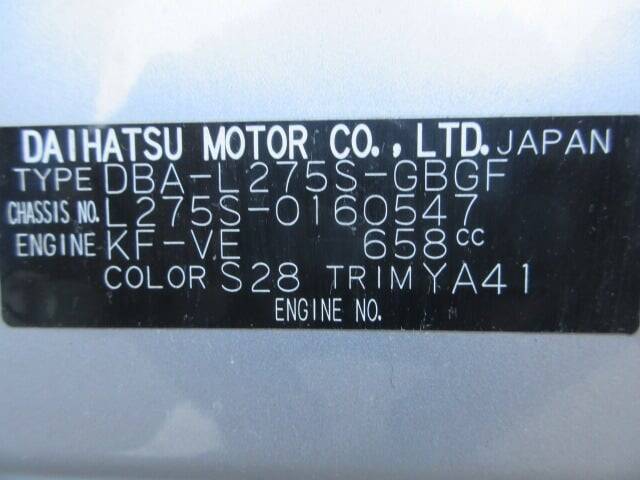 DAIHATSU MOTOR CO., LTD. JAPAN
TYPE DBA-L275S-GBGF
CHASSIS NO. L275S-0160547
ENGINE KF-VE 658cc
COLOR S28 TRIM YA41
ENGINE NO.